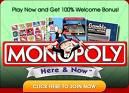 Play Now and Get 100% Welcome Bonus!
MONOPOLY
Here & Now
CLICK HERE TO JOIN NOW